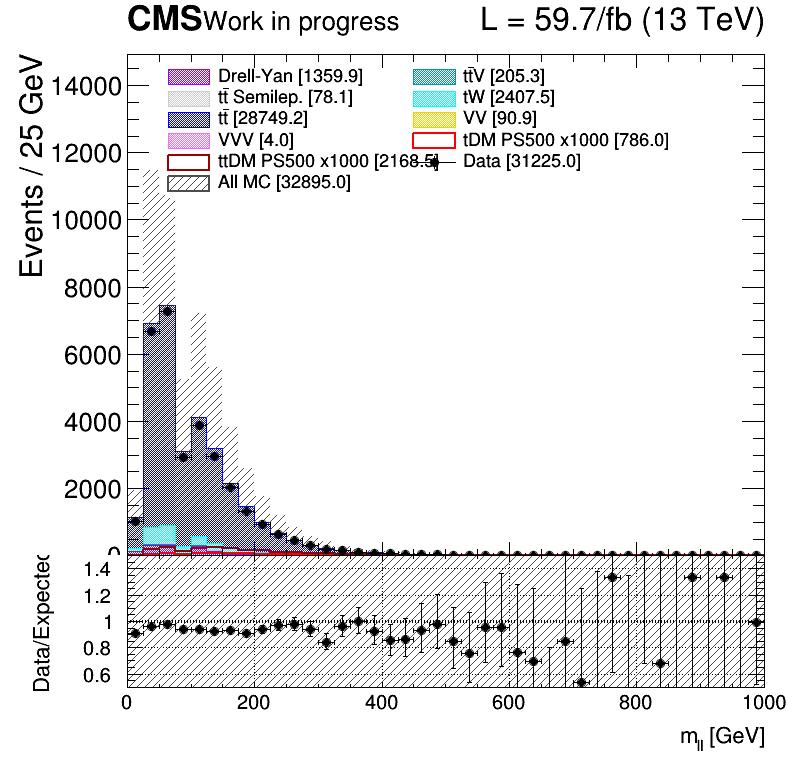 CMS Work in progress L = 59.7/fb (13 TeV)
Events / 25 GeV
14000
12000
10000
8000
6000
4000
2000
0
Drell-Yan [1359.9] tt̄V [205.3]
tt̄ Semilep. [78.1] tW [2407.5]
tt̄ [28749.2] VV [90.9]
VVV [4.0] tDM PS500 x1000 [786.0]
ttDM PS500 x1000 [2168.5] Data [31225.0]
All MC [32895.0]
Data/Expected
1.4
1.2
1
0.8
0.6
0 200 400 600 800 1000
m_ll [GeV]